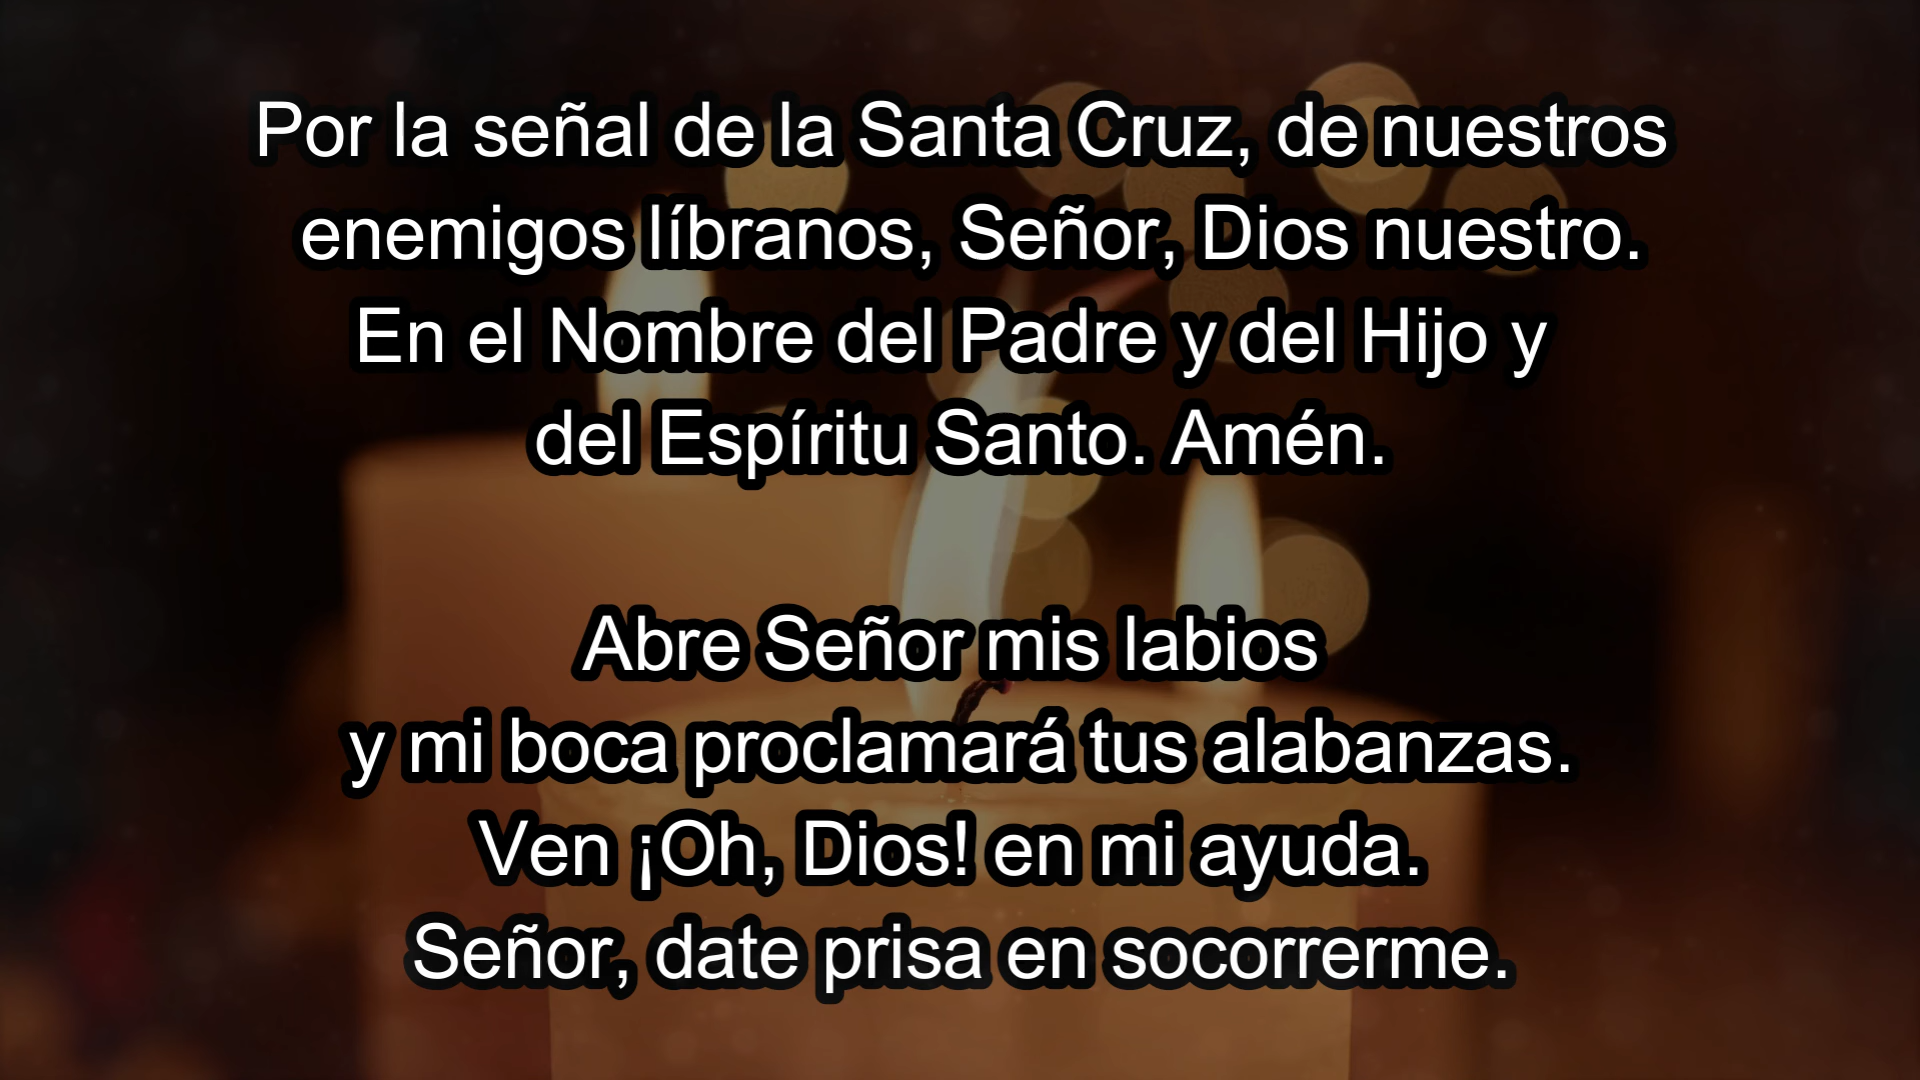 Por la señal de la Santa Cruz, de nuestros
enemigos líbranos, Señor, Dios nuestro.
En el Nombre del Padre y del Hijo y
del Espíritu Santo. Amén.
Abre Señor mis labios
y mi boca proclamará tus alabanzas.
Ven ¡Oh, Dios! en mi ayuda.
Señor, date prisa en socorrerme.